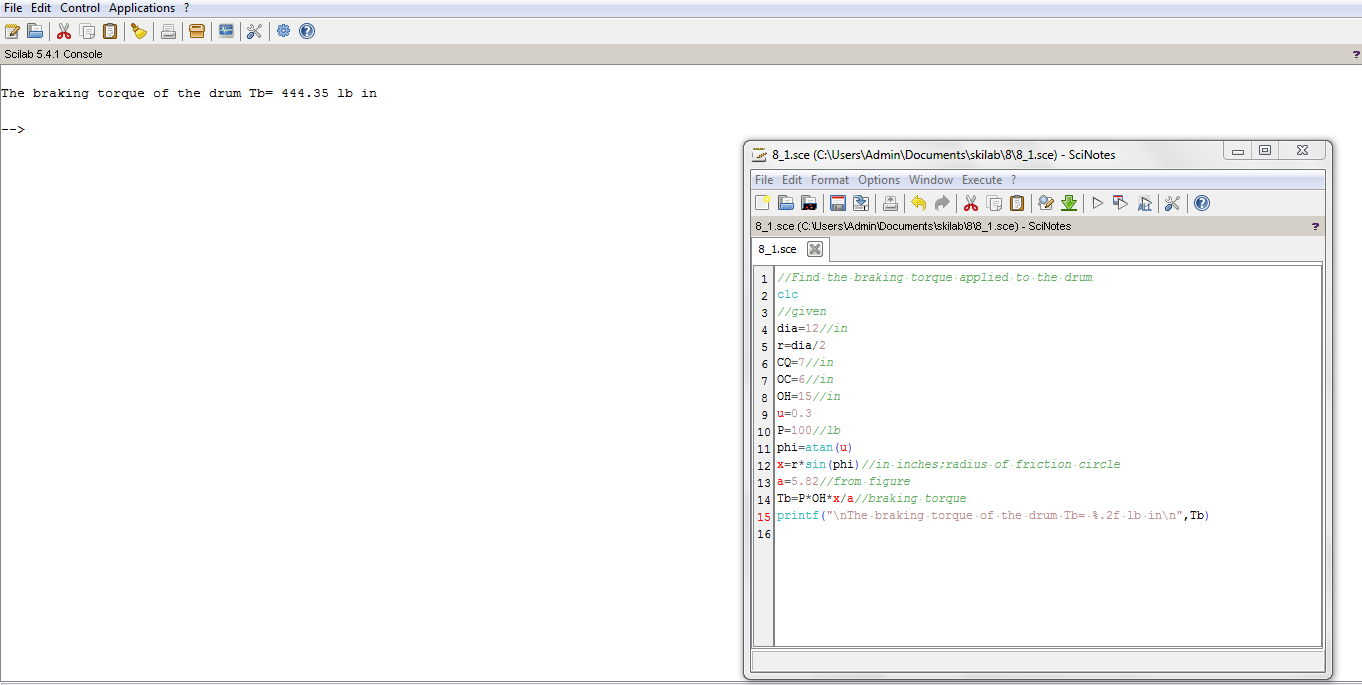 File Edit Control Applications ?
Scilab 5.4.1 Console ?
The braking torque of the drum Tb= 444.35 lb in
-->
8_1.sce (C:\Users\Admin\Documents\skilab\8\8_1.sce) - SciNotes
File Edit Format Options Window Execute ?
8_1.sce (C:\Users\Admin\Documents\skilab\8\8_1.sce) - SciNotes ?
8_1.sce
1 //Find the braking torque applied to the drum
2 clc
3 //given
4 dia=12//in
5 r=dia/2
6 CQ=7//in
7 OC=6//in
8 OH=15//in
9 u=0.3
10 P=100//lb
11 phi=atan(u)
12 x=r*sin(phi)//in inches;radius of friction circle
13 a=5.82//from figure
14 Tb=P*OH*x/a//braking torque
15 printf("\nThe braking torque of the drum Tb= %.2f lb in\n",Tb)
16